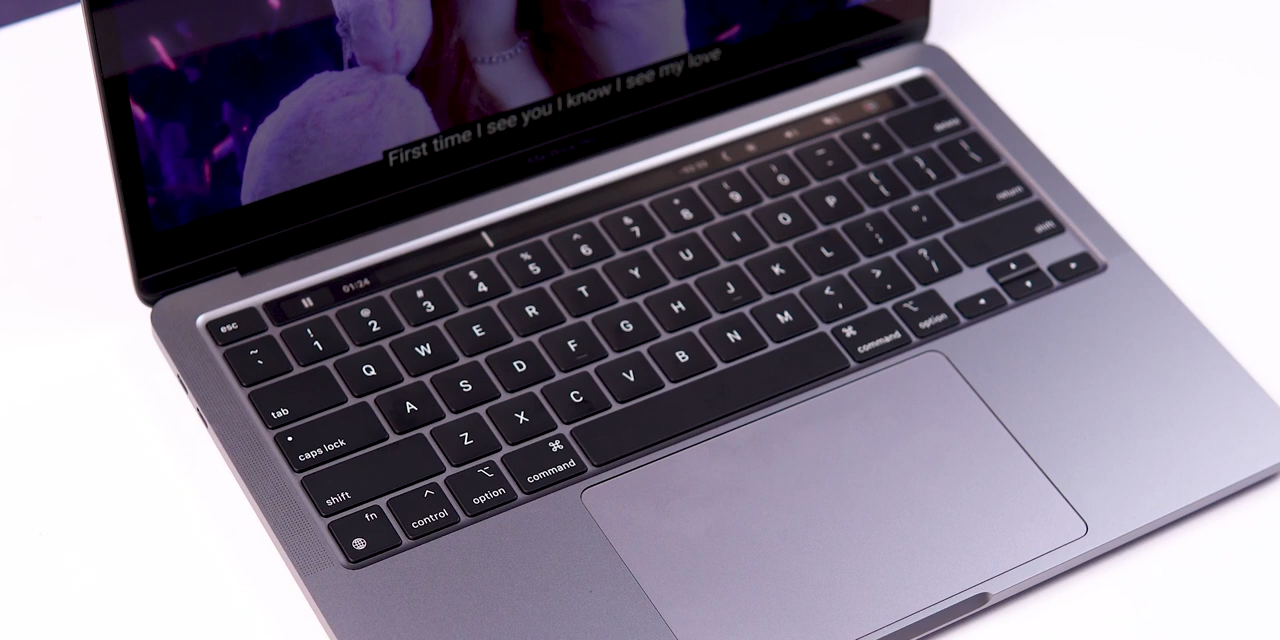 First time I see you I know I see my love
01:24
esc
~ ` ! 1 @ 2 # 3 $ 4 % 5 ^ 6 & 7 * 8 ( 9 ) 0 - + = delete
tab Q W E R T Y U I O P { [ } ] | \
caps lock A S D F G H J K L : ; " ' return
shift Z X C V B N M < , > . ? / shift
fn control option command command option